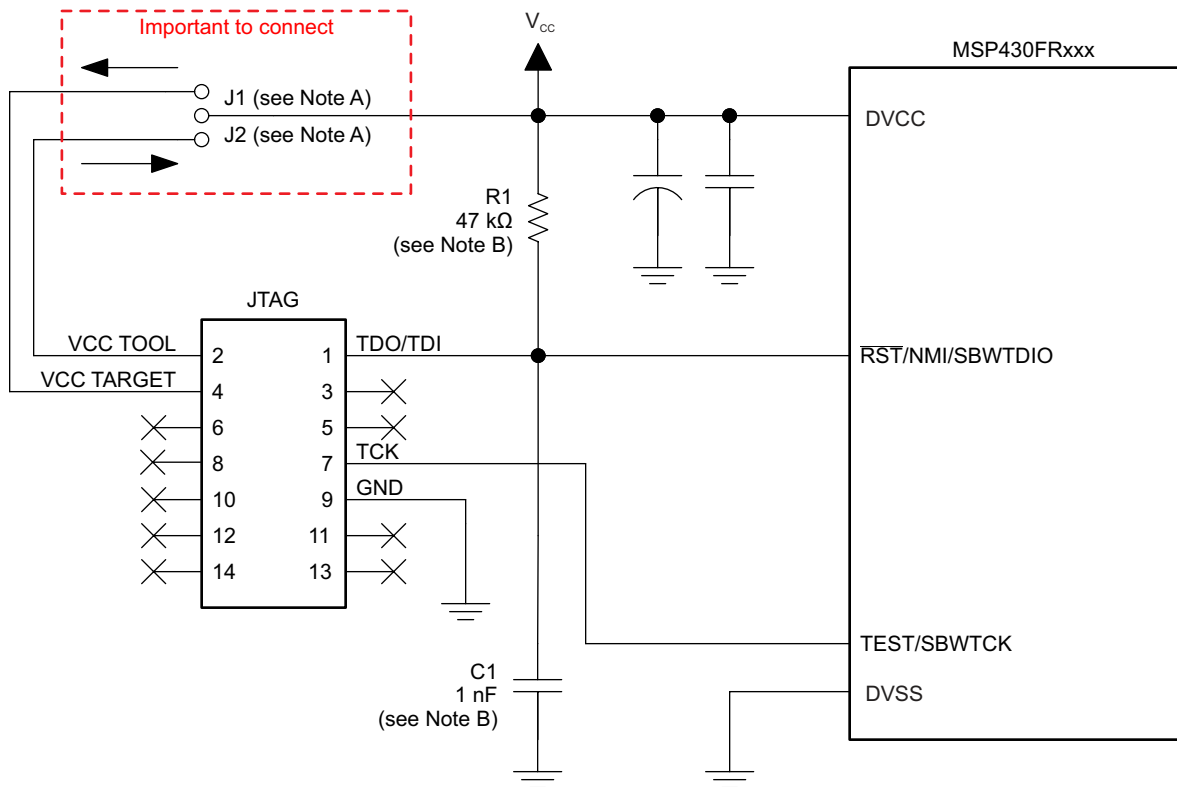 Important to connect
J1 (see Note A)
J2 (see Note A)
VCC
MSP430FRxxx
DVCC
R1
47 kΩ
(see Note B)
JTAG
VCC TOOL
2
1
TDO/TDI
RST/NMI/SBWTDIO
VCC TARGET
4
3
6
5
8
7
TCK
10
9
GND
12
11
14
13
TEST/SBWTCK
C1
1 nF
(see Note B)
DVSS